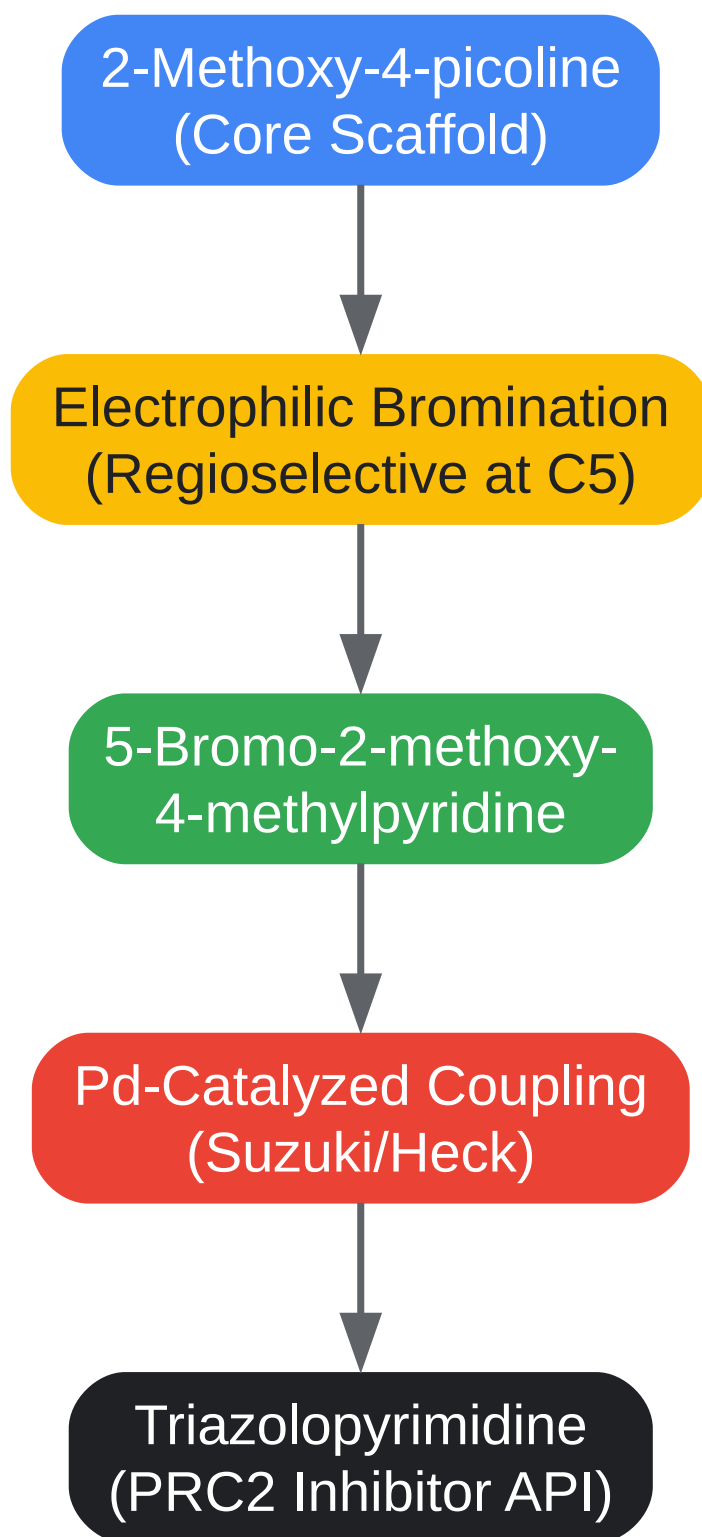 2-Methoxy-4-picoline
(Core Scaffold)
Electrophilic Bromination
(Regioselective at C5)
5-Bromo-2-methoxy-
4-methylpyridine
Pd-Catalyzed Coupling
(Suzuki/Heck)
Triazolopyrimidine
(PRC2 Inhibitor API)